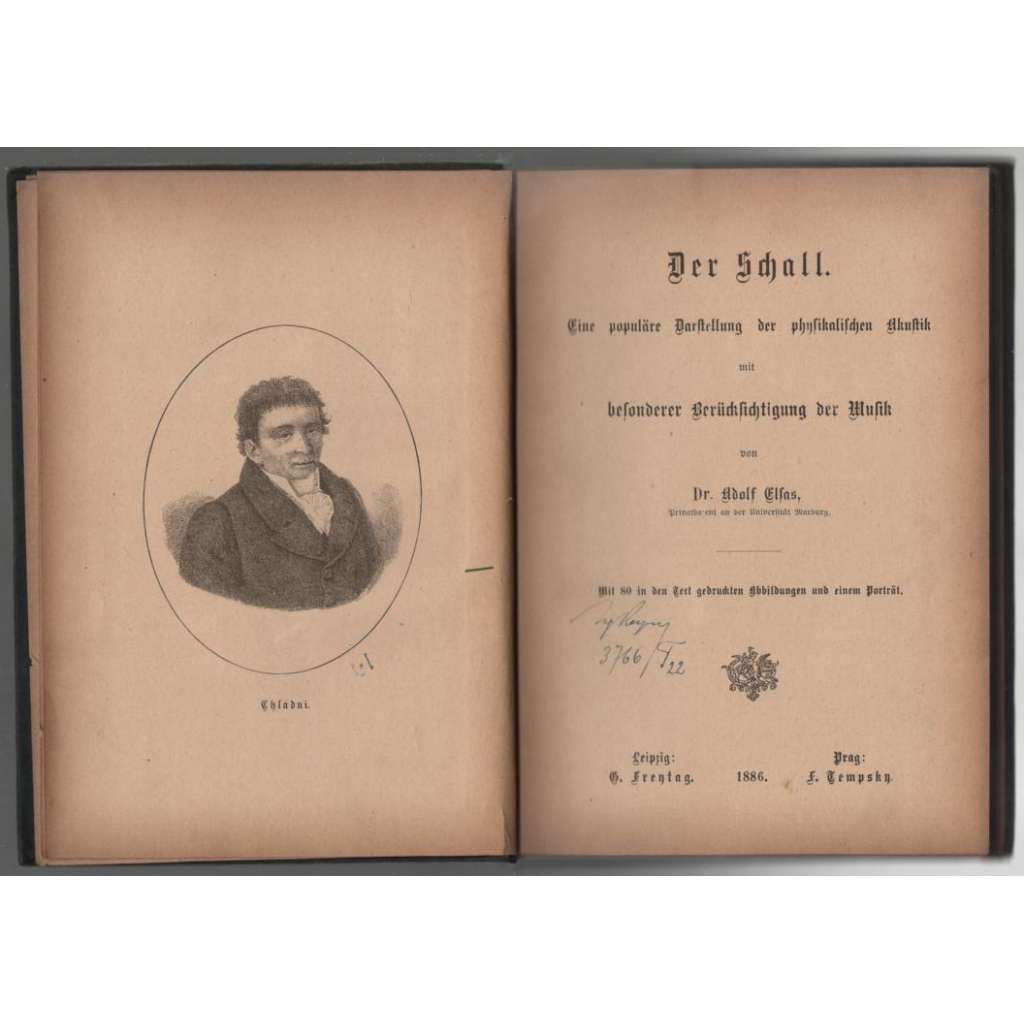 Chladni.
Der Schall.
Eine populäre Darstellung der physikalischen Akustik
mit
besonderer Berücksichtigung der Musik
von
Dr. Adolf Elsas,
Privatdozent an der Universität Marburg.
Mit 80 in den Text gedruckten Abbildungen und einem Porträt.
3766/T22
Leipzig: Prag:
G. Freytag. 1886. F. Tempsky.